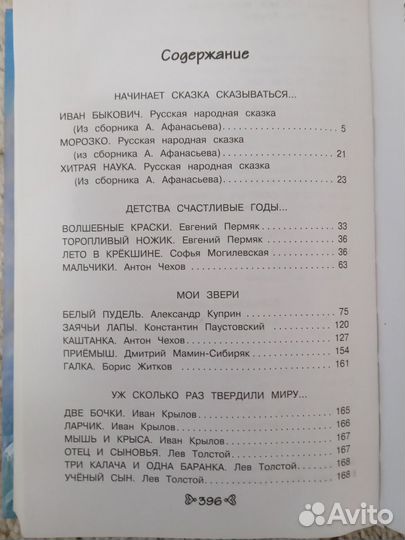 Содержание
НАЧИНАЕТ СКАЗКА СКАЗЫВАТЬСЯ...
ИВАН БЫКОВИЧ. Русская народная сказка
(Из сборника А. Афанасьева) 5
МОРОЗКО. Русская народная сказка
(из сборника А. Афанасьева) 21
ХИТРАЯ НАУКА. Русская народная сказка
(Из сборника А. Афанасьева) 23
ДЕТСТВА СЧАСТЛИВЫЕ ГОДЫ...
ВОЛШЕБНЫЕ КРАСКИ. Евгений Пермяк 33
ТОРОПЛИВЫЙ НОЖИК. Евгений Пермяк 36
ЛЕТО В КРЁКШИНЕ. Софья Могилевская 36
МАЛЬЧИКИ. Антон Чехов 63
МОИ ЗВЕРИ
БЕЛЫЙ ПУДЕЛЬ. Александр Куприн 75
ЗАЯЧЬИ ЛАПЫ. Константин Паустовский 120
КАШТАНКА. Антон Чехов 127
ПРИЁМЫШ. Дмитрий Мамин-Сибиряк 154
ГАЛКА. Борис Житков 161
УЖ СКОЛЬКО РАЗ ТВЕРДИЛИ МИРУ...
ДВЕ БОЧКИ. Иван Крылов 165
ЛАРЧИК. Иван Крылов 166
МЫШЬ И КРЫСА. Иван Крылов 167
ОТЕЦ И СЫНОВЬЯ. Лев Толстой 167
ТРИ КАЛАЧА И ОДНА БАРАНКА. Лев Толстой 168
УЧЁНЫЙ СЫН. Лев Толстой 168
396
Avito